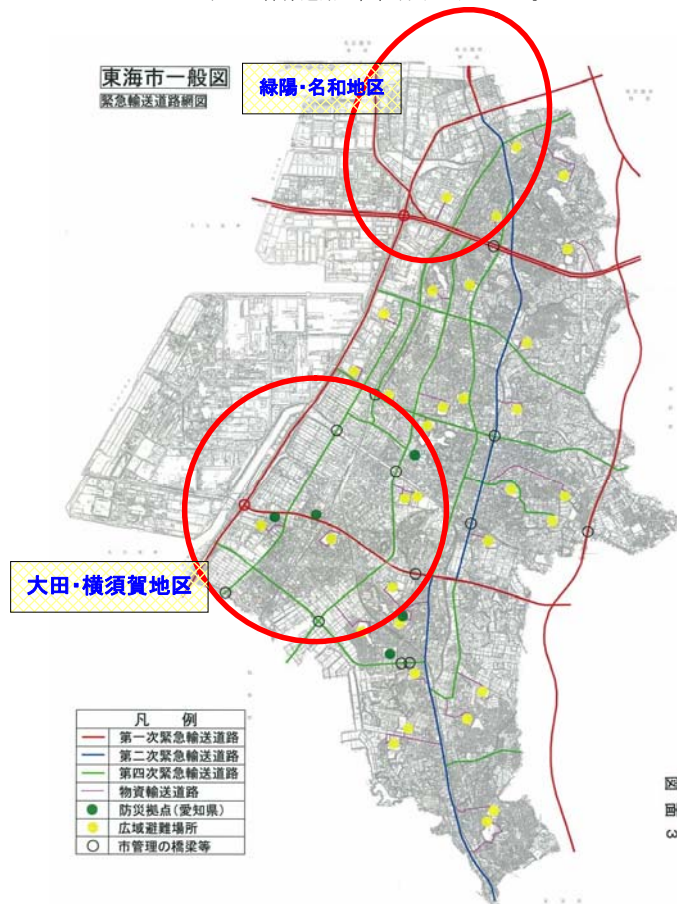 東海市一般図
緊急輸送道路網図
緑陽・名和地区
大田・横須賀地区
凡 例
第一次緊急輸送道路
第二次緊急輸送道路
第四次緊急輸送道路
物資輸送道路
防災拠点(愛知県)
広域避難場所
市管理の橋梁等
図面3